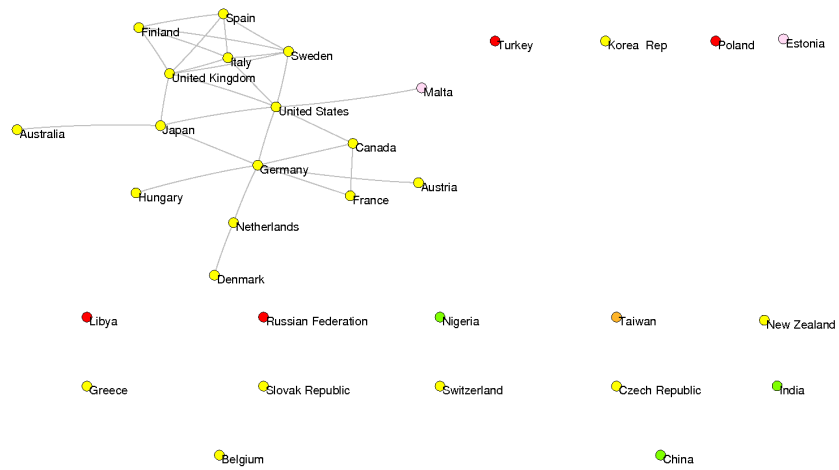 Spain
Finland
Turkey
Korea Rep
Poland
Estonia
Italy
Sweden
United Kingdom
Malta
United States
Australia
Japan
Canada
Germany
Austria
Hungary
France
Netherlands
Denmark
Libya
Russian Federation
Nigeria
Taiwan
New Zealand
Greece
Slovak Republic
Switzerland
Czech Republic
India
Belgium
China